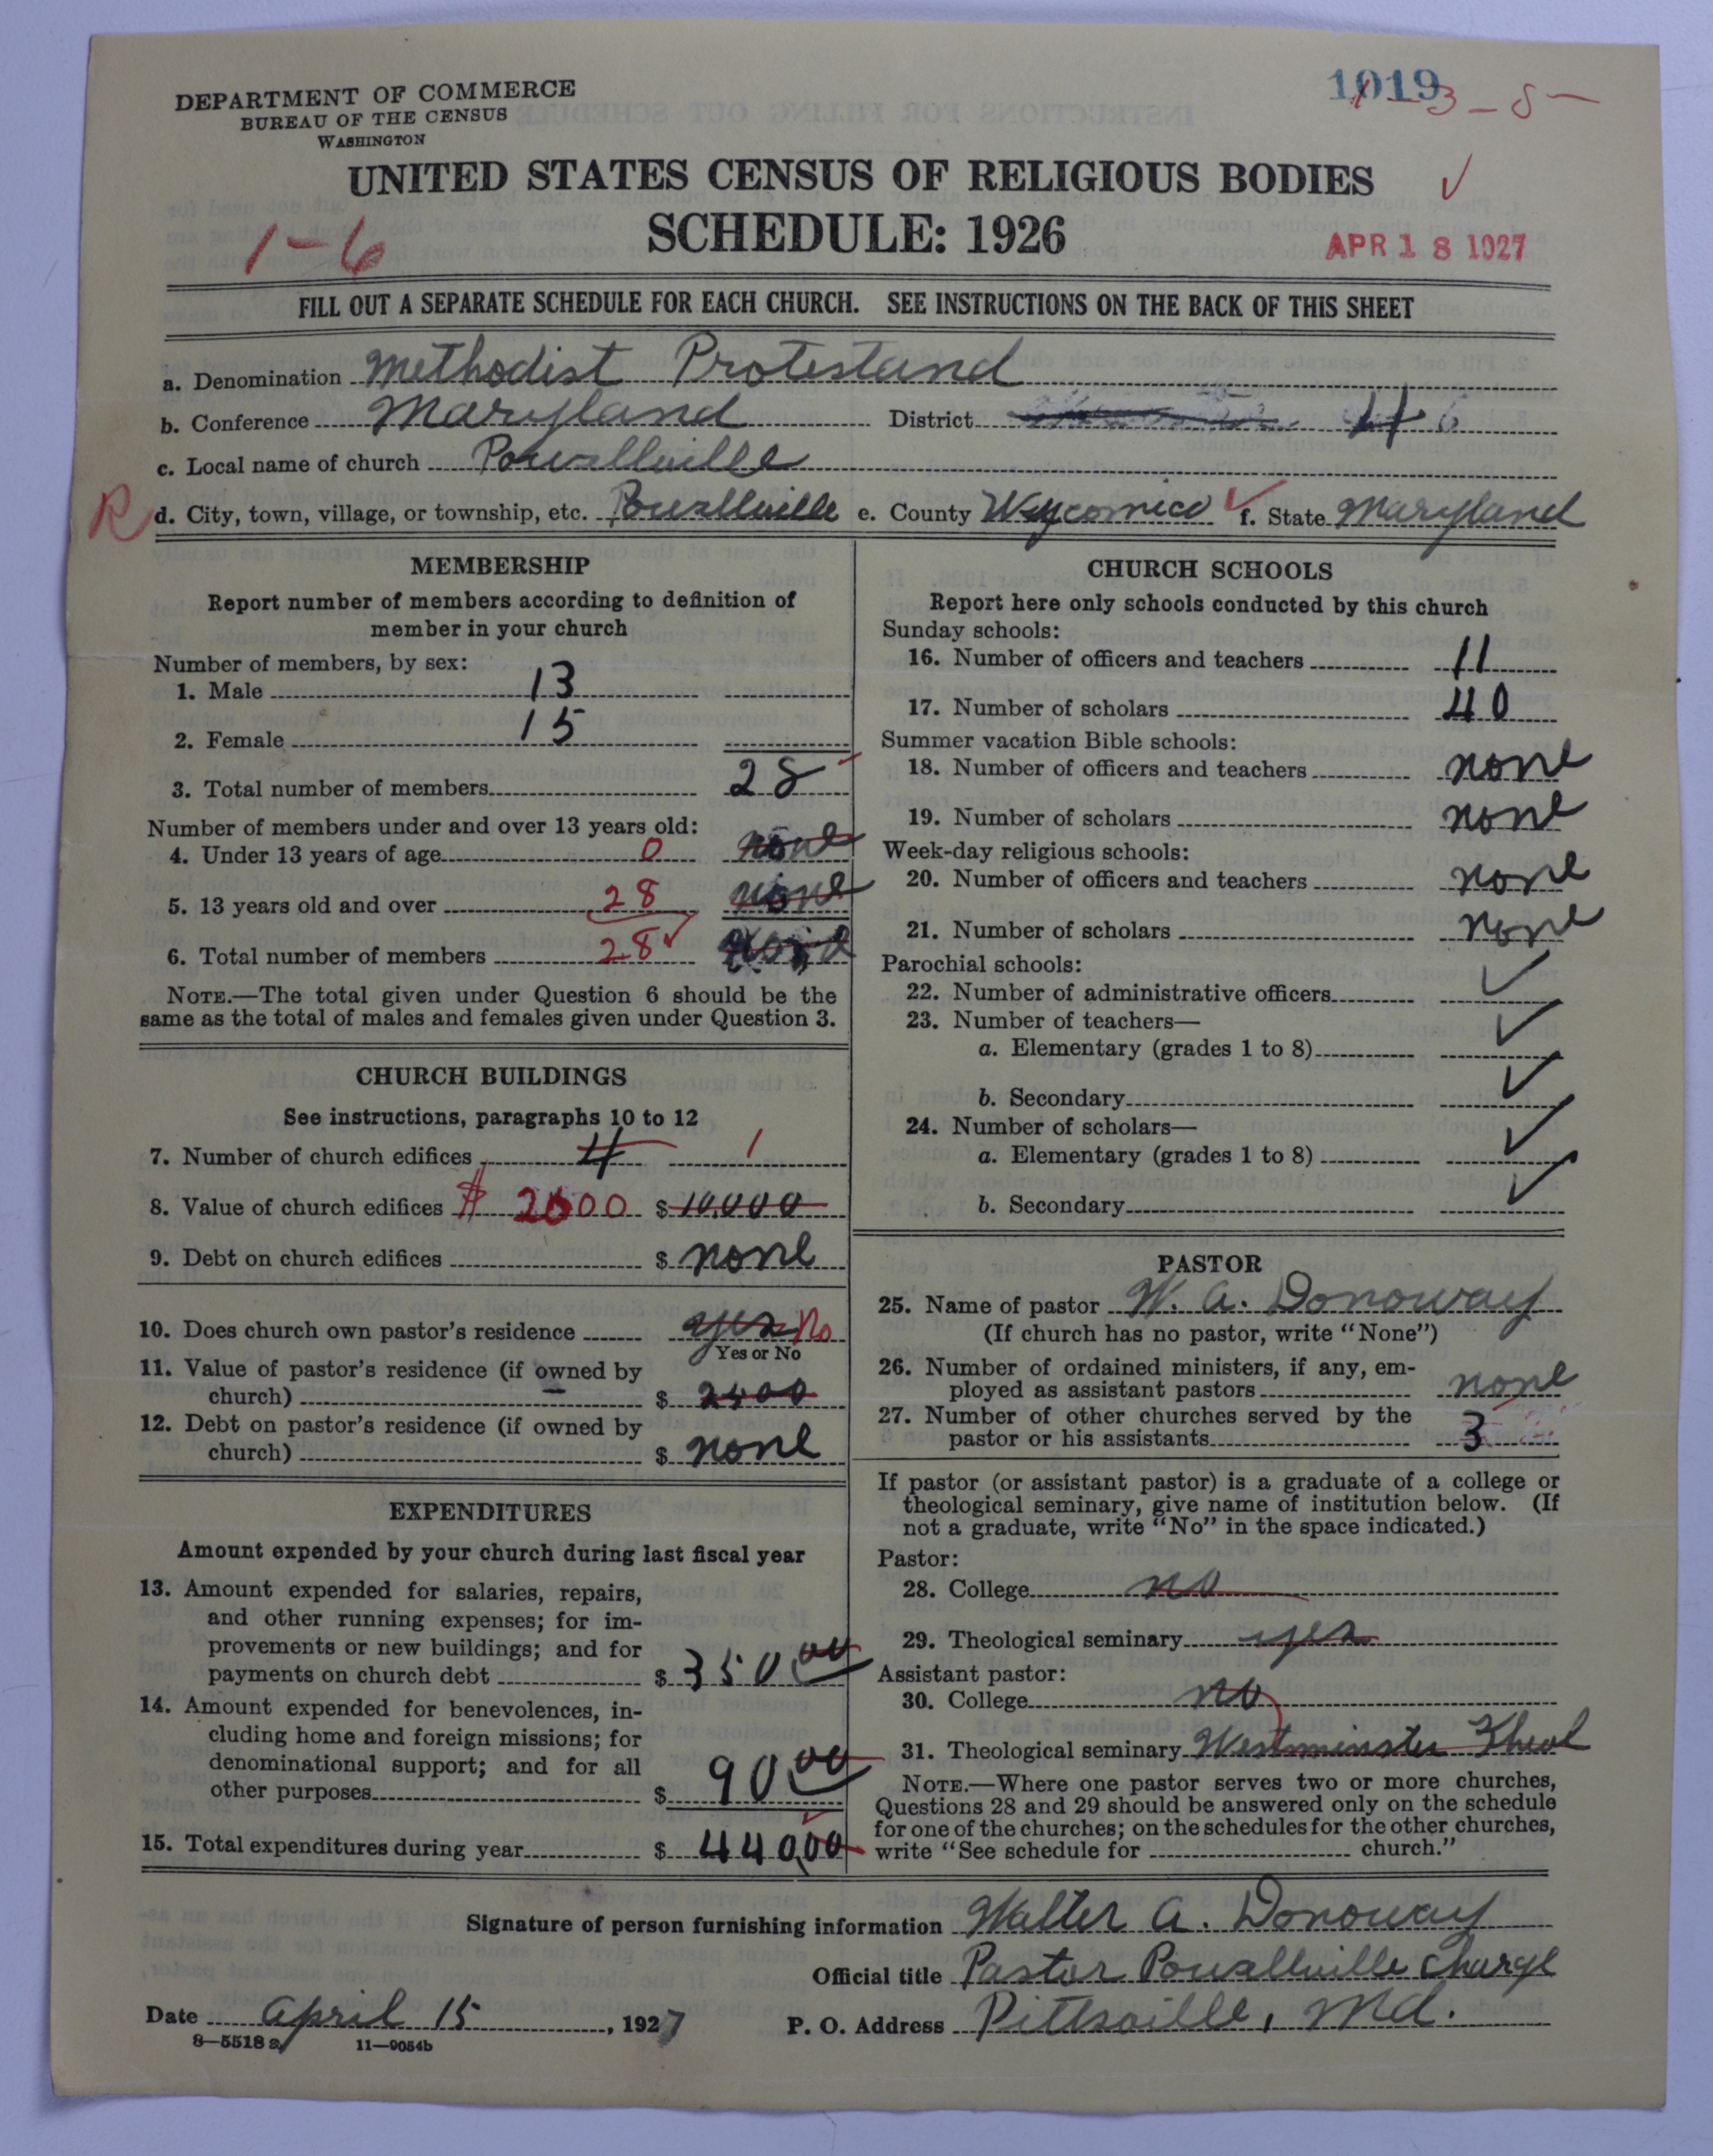 DEPARTMENT OF COMMERCE
BUREAU OF THE CENSUS
WASHINGTON
1019
1-3-8-
UNITED STATES CENSUS OF RELIGIOUS BODIES
SCHEDULE: 1926
1-6
APR 18 1927
FILL OUT A SEPARATE SCHEDULE FOR EACH CHURCH. SEE INSTRUCTIONS ON THE BACK OF THIS SHEET
a. Denomination Methodist Protestand
b. Conference Maryland District 4 6
c. Local name of church Powellville
R d. City, town, village, or township, etc. Powellville e. County Wycomico f. State Maryland
MEMBERSHIP
Report number of members according to definition of
member in your church
Number of members, by sex:
1. Male 13
2. Female 15
3. Total number of members 28
Number of members under and over 13 years old:
4. Under 13 years of age 0 none
5. 13 years old and over 28 none
6. Total number of members 28 none
NOTE.—The total given under Question 6 should be the
same as the total of males and females given under Question 3.
CHURCH BUILDINGS
See instructions, paragraphs 10 to 12
7. Number of church edifices 4 1
8. Value of church edifices $ 2000 $ 10,000
9. Debt on church edifices $ none
10. Does church own pastor's residence yes No
Yes or No
11. Value of pastor's residence (if owned by
church) $ 2500
12. Debt on pastor's residence (if owned by
church) $ none
EXPENDITURES
Amount expended by your church during last fiscal year
13. Amount expended for salaries, repairs,
and other running expenses; for im-
provements or new buildings; and for
payments on church debt $ 350.00
14. Amount expended for benevolences, in-
cluding home and foreign missions; for
denominational support; and for all
other purposes $ 90.00
15. Total expenditures during year $ 440.00
CHURCH SCHOOLS
Report here only schools conducted by this church
Sunday schools:
16. Number of officers and teachers 11
17. Number of scholars 40
Summer vacation Bible schools:
18. Number of officers and teachers none
19. Number of scholars none
Week-day religious schools:
20. Number of officers and teachers none
21. Number of scholars none
Parochial schools:
22. Number of administrative officers
23. Number of teachers—
a. Elementary (grades 1 to 8)
b. Secondary
24. Number of scholars—
a. Elementary (grades 1 to 8)
b. Secondary
PASTOR
25. Name of pastor W. A. Donoway
(If church has no pastor, write "None")
26. Number of ordained ministers, if any, em-
ployed as assistant pastors none
27. Number of other churches served by the
pastor or his assistants 3
If pastor (or assistant pastor) is a graduate of a college or
theological seminary, give name of institution below. (If
not a graduate, write "No" in the space indicated.)
Pastor:
28. College no
29. Theological seminary yes
Assistant pastor:
30. College no
31. Theological seminary Westminster Theol
NOTE.—Where one pastor serves two or more churches,
Questions 28 and 29 should be answered only on the schedule
for one of the churches; on the schedules for the other churches,
write "See schedule for church."
Signature of person furnishing information Walter A. Donoway
Official title Pastor Powellville Charge
Date April 15, 1927 P. O. Address Pittsville, Md.
8-5518 a 11-9054b